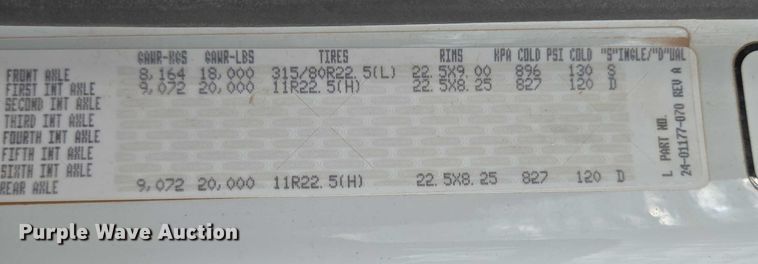 GAWR-KGS GAWR-LBS TIRES RIMS KPA COLD PSI COLD "S"INGLE/"D"UAL
FRONT AXLE 8,164 18,000 315/80R22.5(L) 22.5X9.00 896 130 S
FIRST INT AXLE 9,072 20,000 11R22.5(H) 22.5X8.25 827 120 D
SECOND INT AXLE
THIRD INT AXLE
FOURTH INT AXLE
FIFTH INT AXLE
SIXTH INT AXLE
REAR AXLE 9,072 20,000 11R22.5(H) 22.5X8.25 827 120 D
L PART NO.
24-01177-070 REV A
Purple Wave Auction